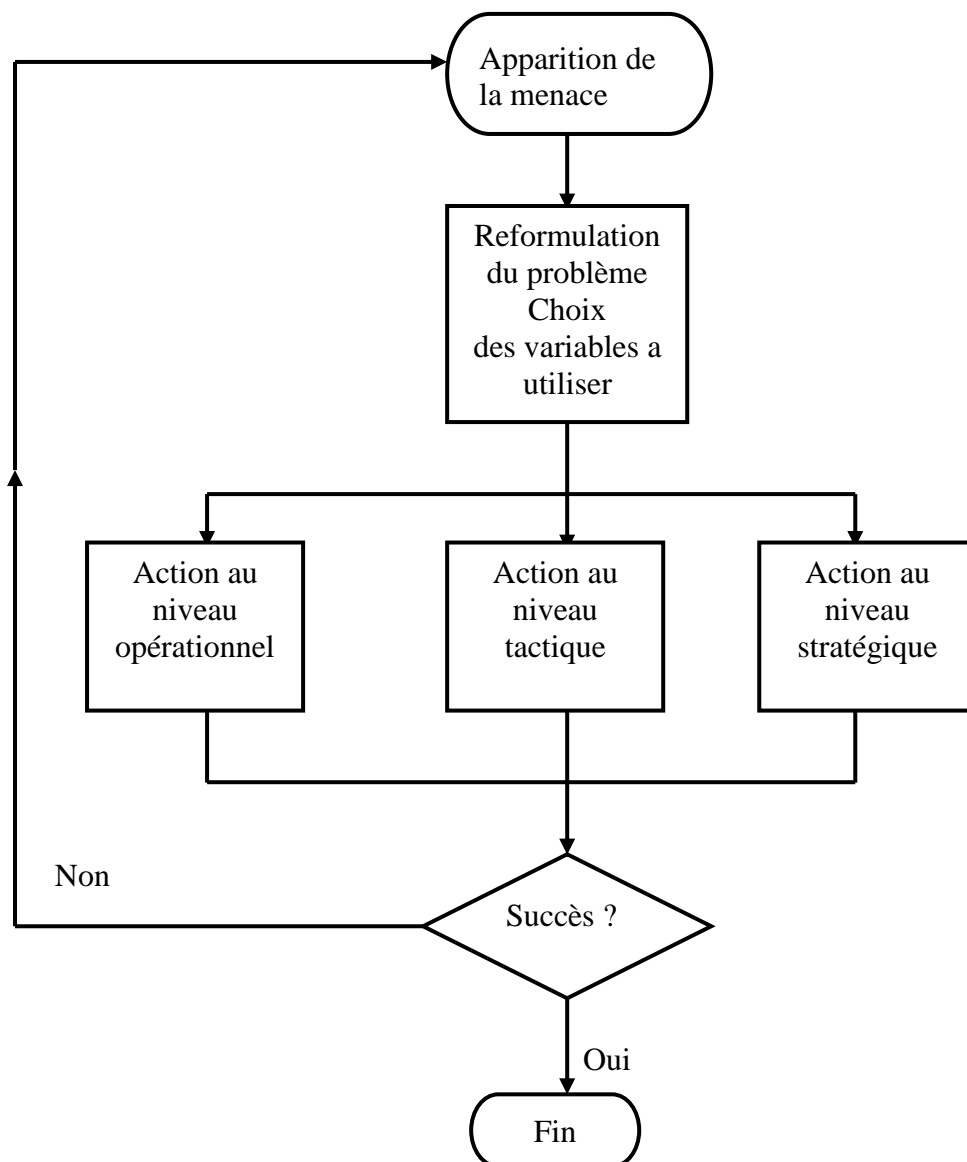 Apparition de
la menace
Reformulation
du problème
Choix
des variables a
utiliser
Action au
niveau
opérationnel
Action au
niveau
tactique
Action au
niveau
stratégique
Non
Succès ?
Oui
Fin